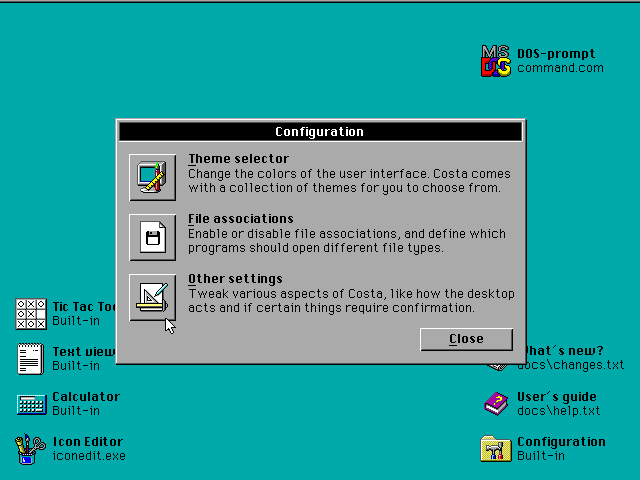 MS
DOS
DOS-prompt
command.com
Configuration
Theme selector
Change the colors of the user interface. Costa comes
with a collection of themes for you to choose from.
File associations
Enable or disable file associations, and define which
programs should open different file types.
Other settings
Tweak various aspects of Costa, like how the desktop
acts and if certain things require confirmation.
Close
Tic Tac
Built-in
Text view
Built-in
Calculator
Built-in
Icon Editor
iconedit.exe
What´s new?
docs\changes.txt
User´s guide
docs\help.txt
Configuration
Built-in